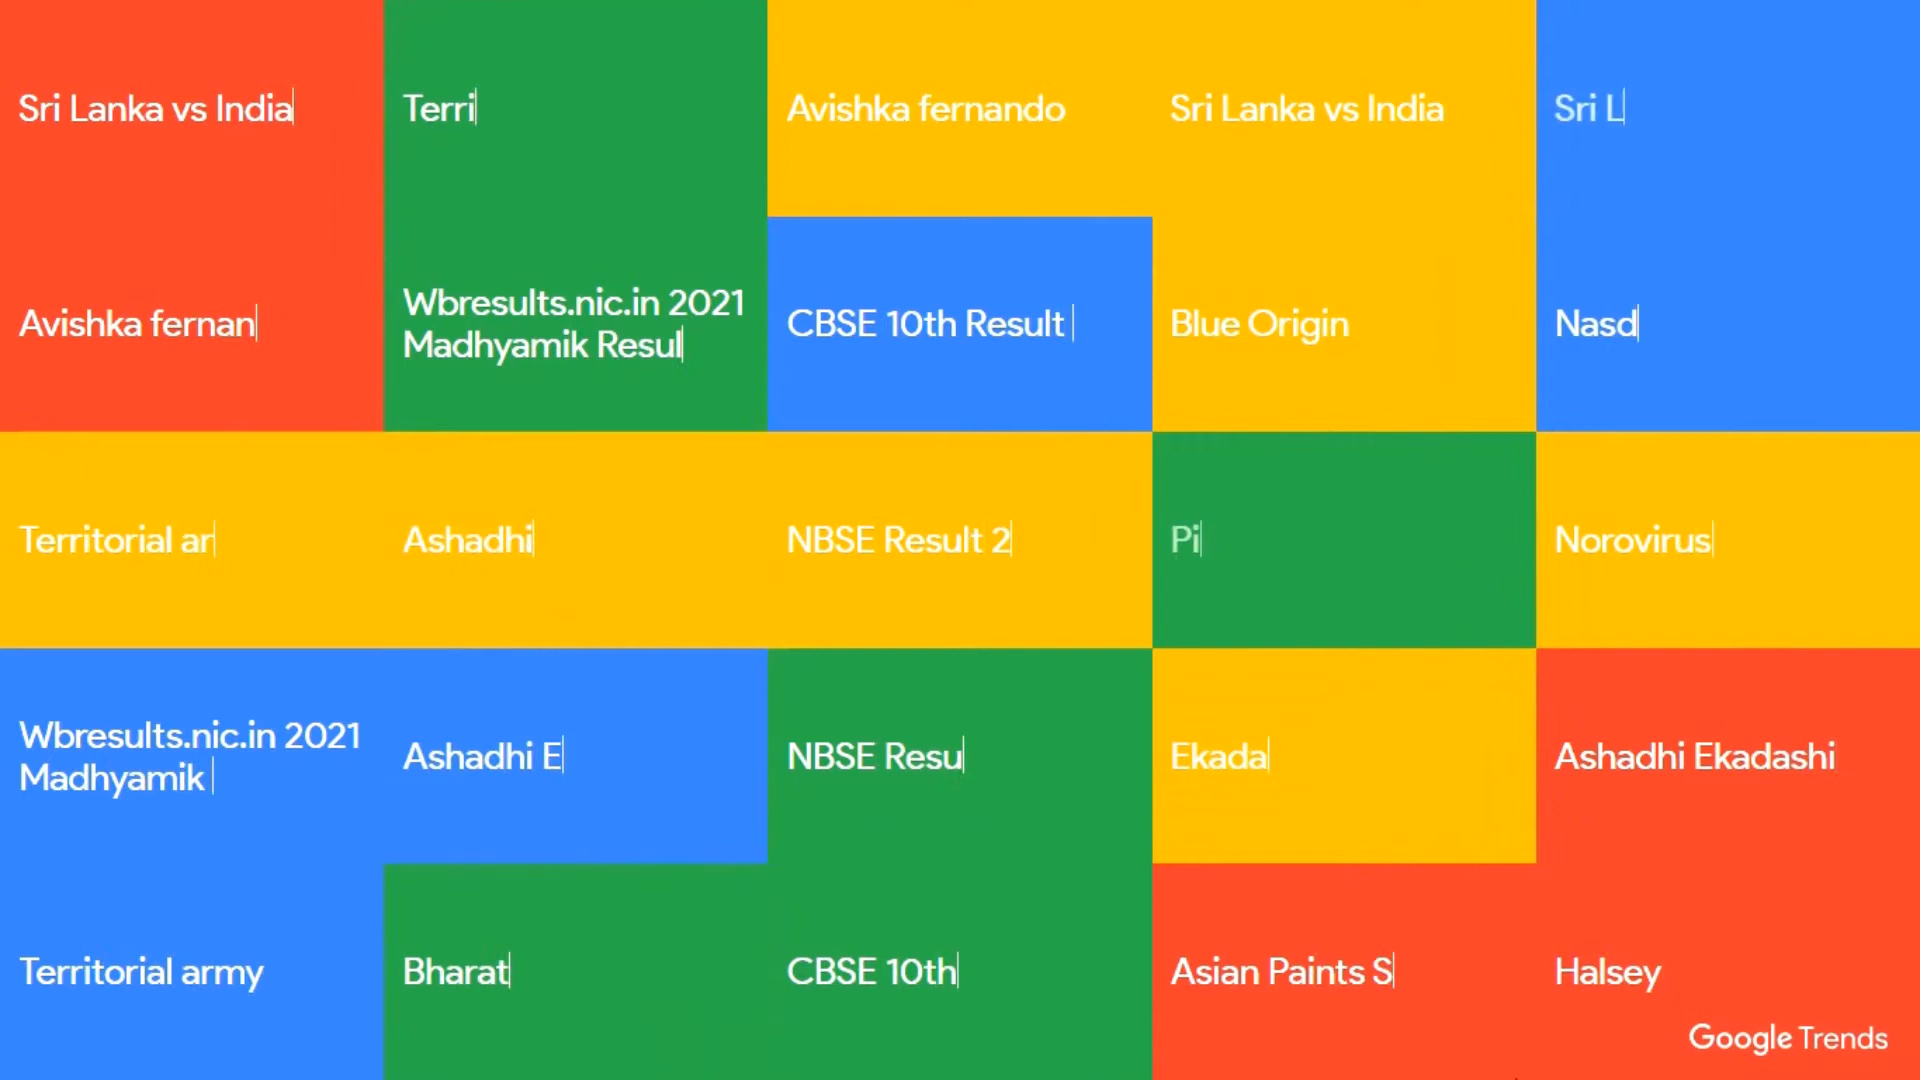 Sri Lanka vs India
Terri
Avishka fernando
Sri Lanka vs India
Sri L
Avishka fernan
Wbresults.nic.in 2021
Madhyamik Resul
CBSE 10th Result
Blue Origin
Nasd
Territorial ar
Ashadhi
NBSE Result 2
Pi
Norovirus
Wbresults.nic.in 2021
Madhyamik
Ashadhi E
NBSE Resu
Ekada
Ashadhi Ekadashi
Territorial army
Bharat
CBSE 10th
Asian Paints S
Halsey
Google Trends